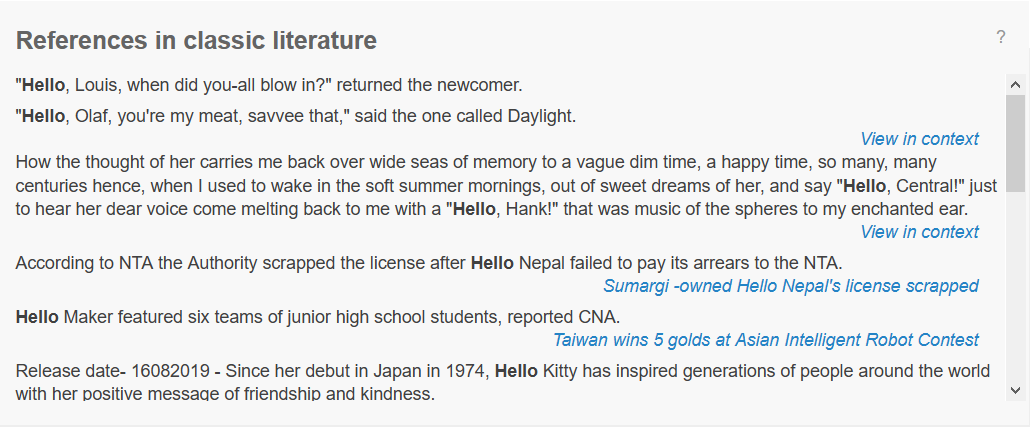 References in classic literature
?
"Hello, Louis, when did you-all blow in?" returned the newcomer.
"Hello, Olaf, you're my meat, savvee that," said the one called Daylight.
View in context
How the thought of her carries me back over wide seas of memory to a vague dim time, a happy time, so many, many
centuries hence, when I used to wake in the soft summer mornings, out of sweet dreams of her, and say "Hello, Central!" just
to hear her dear voice come melting back to me with a "Hello, Hank!" that was music of the spheres to my enchanted ear.
View in context
According to NTA the Authority scrapped the license after Hello Nepal failed to pay its arrears to the NTA.
Sumargi -owned Hello Nepal's license scrapped
Hello Maker featured six teams of junior high school students, reported CNA.
Taiwan wins 5 golds at Asian Intelligent Robot Contest
Release date- 16082019 - Since her debut in Japan in 1974, Hello Kitty has inspired generations of people around the world
with her positive message of friendship and kindness.